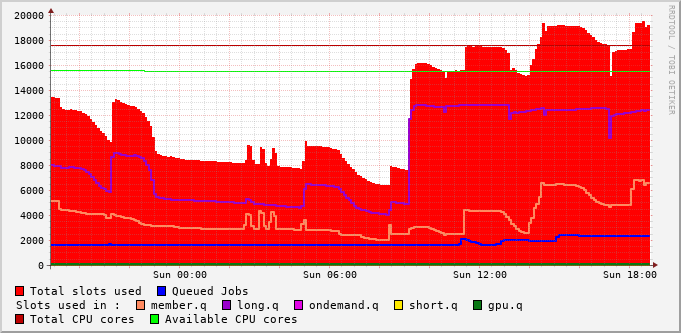 20000
18000
16000
14000
12000
10000
8000
6000
4000
2000
0
Sun 00:00 Sun 06:00 Sun 12:00 Sun 18:00
RRDTOOL / TOBI OETIKER
Total slots used Queued Jobs
Slots used in : member.q long.q ondemand.q short.q gpu.q
Total CPU cores Available CPU cores